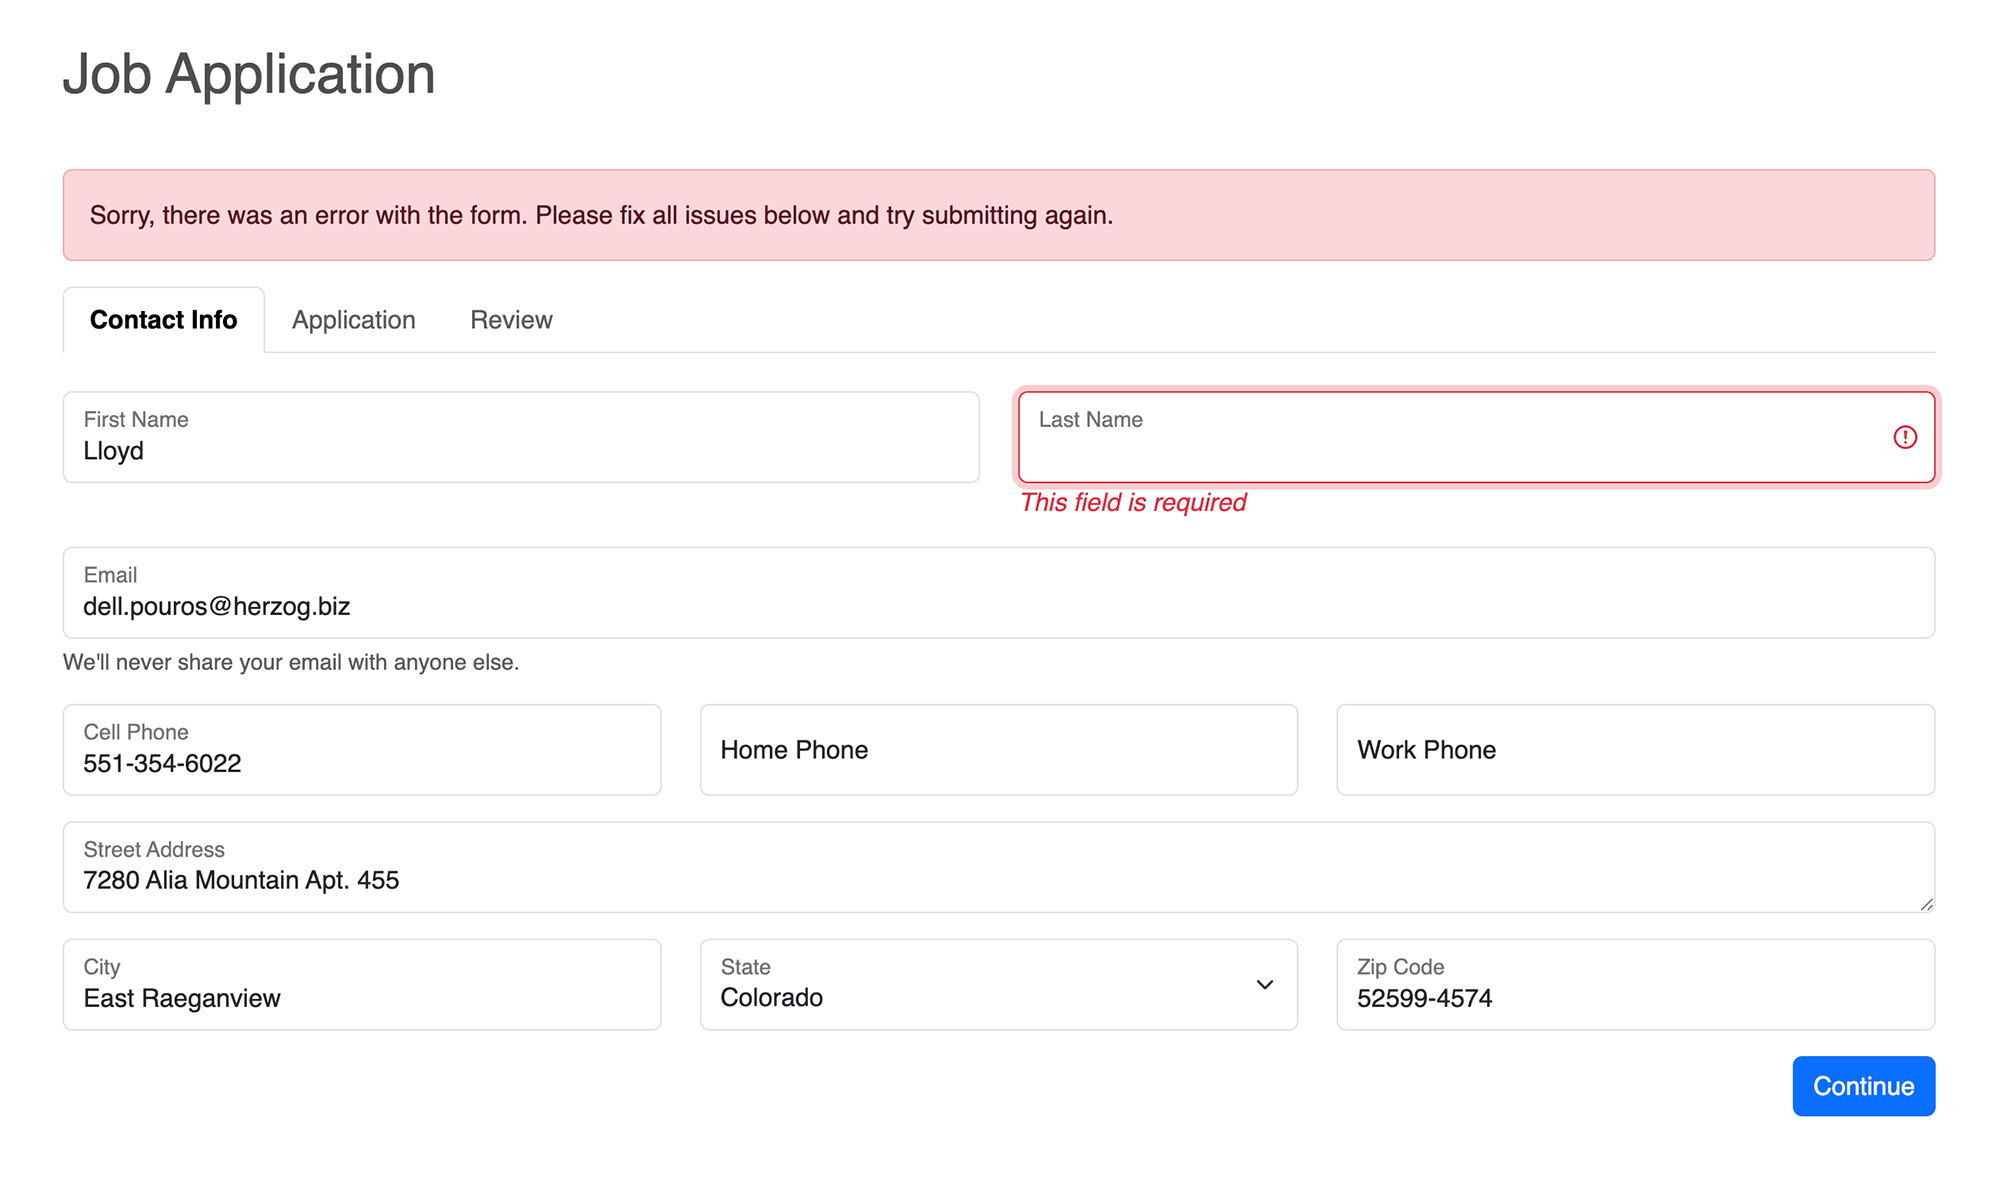 Job Application
Sorry, there was an error with the form. Please fix all issues below and try submitting again.
Contact Info Application Review
First Name
Lloyd
Last Name
This field is required
Email
dell.pouros@herzog.biz
We'll never share your email with anyone else.
Cell Phone
551-354-6022
Home Phone
Work Phone
Street Address
7280 Alia Mountain Apt. 455
City
East Raeganview
State
Colorado
Zip Code
52599-4574
Continue